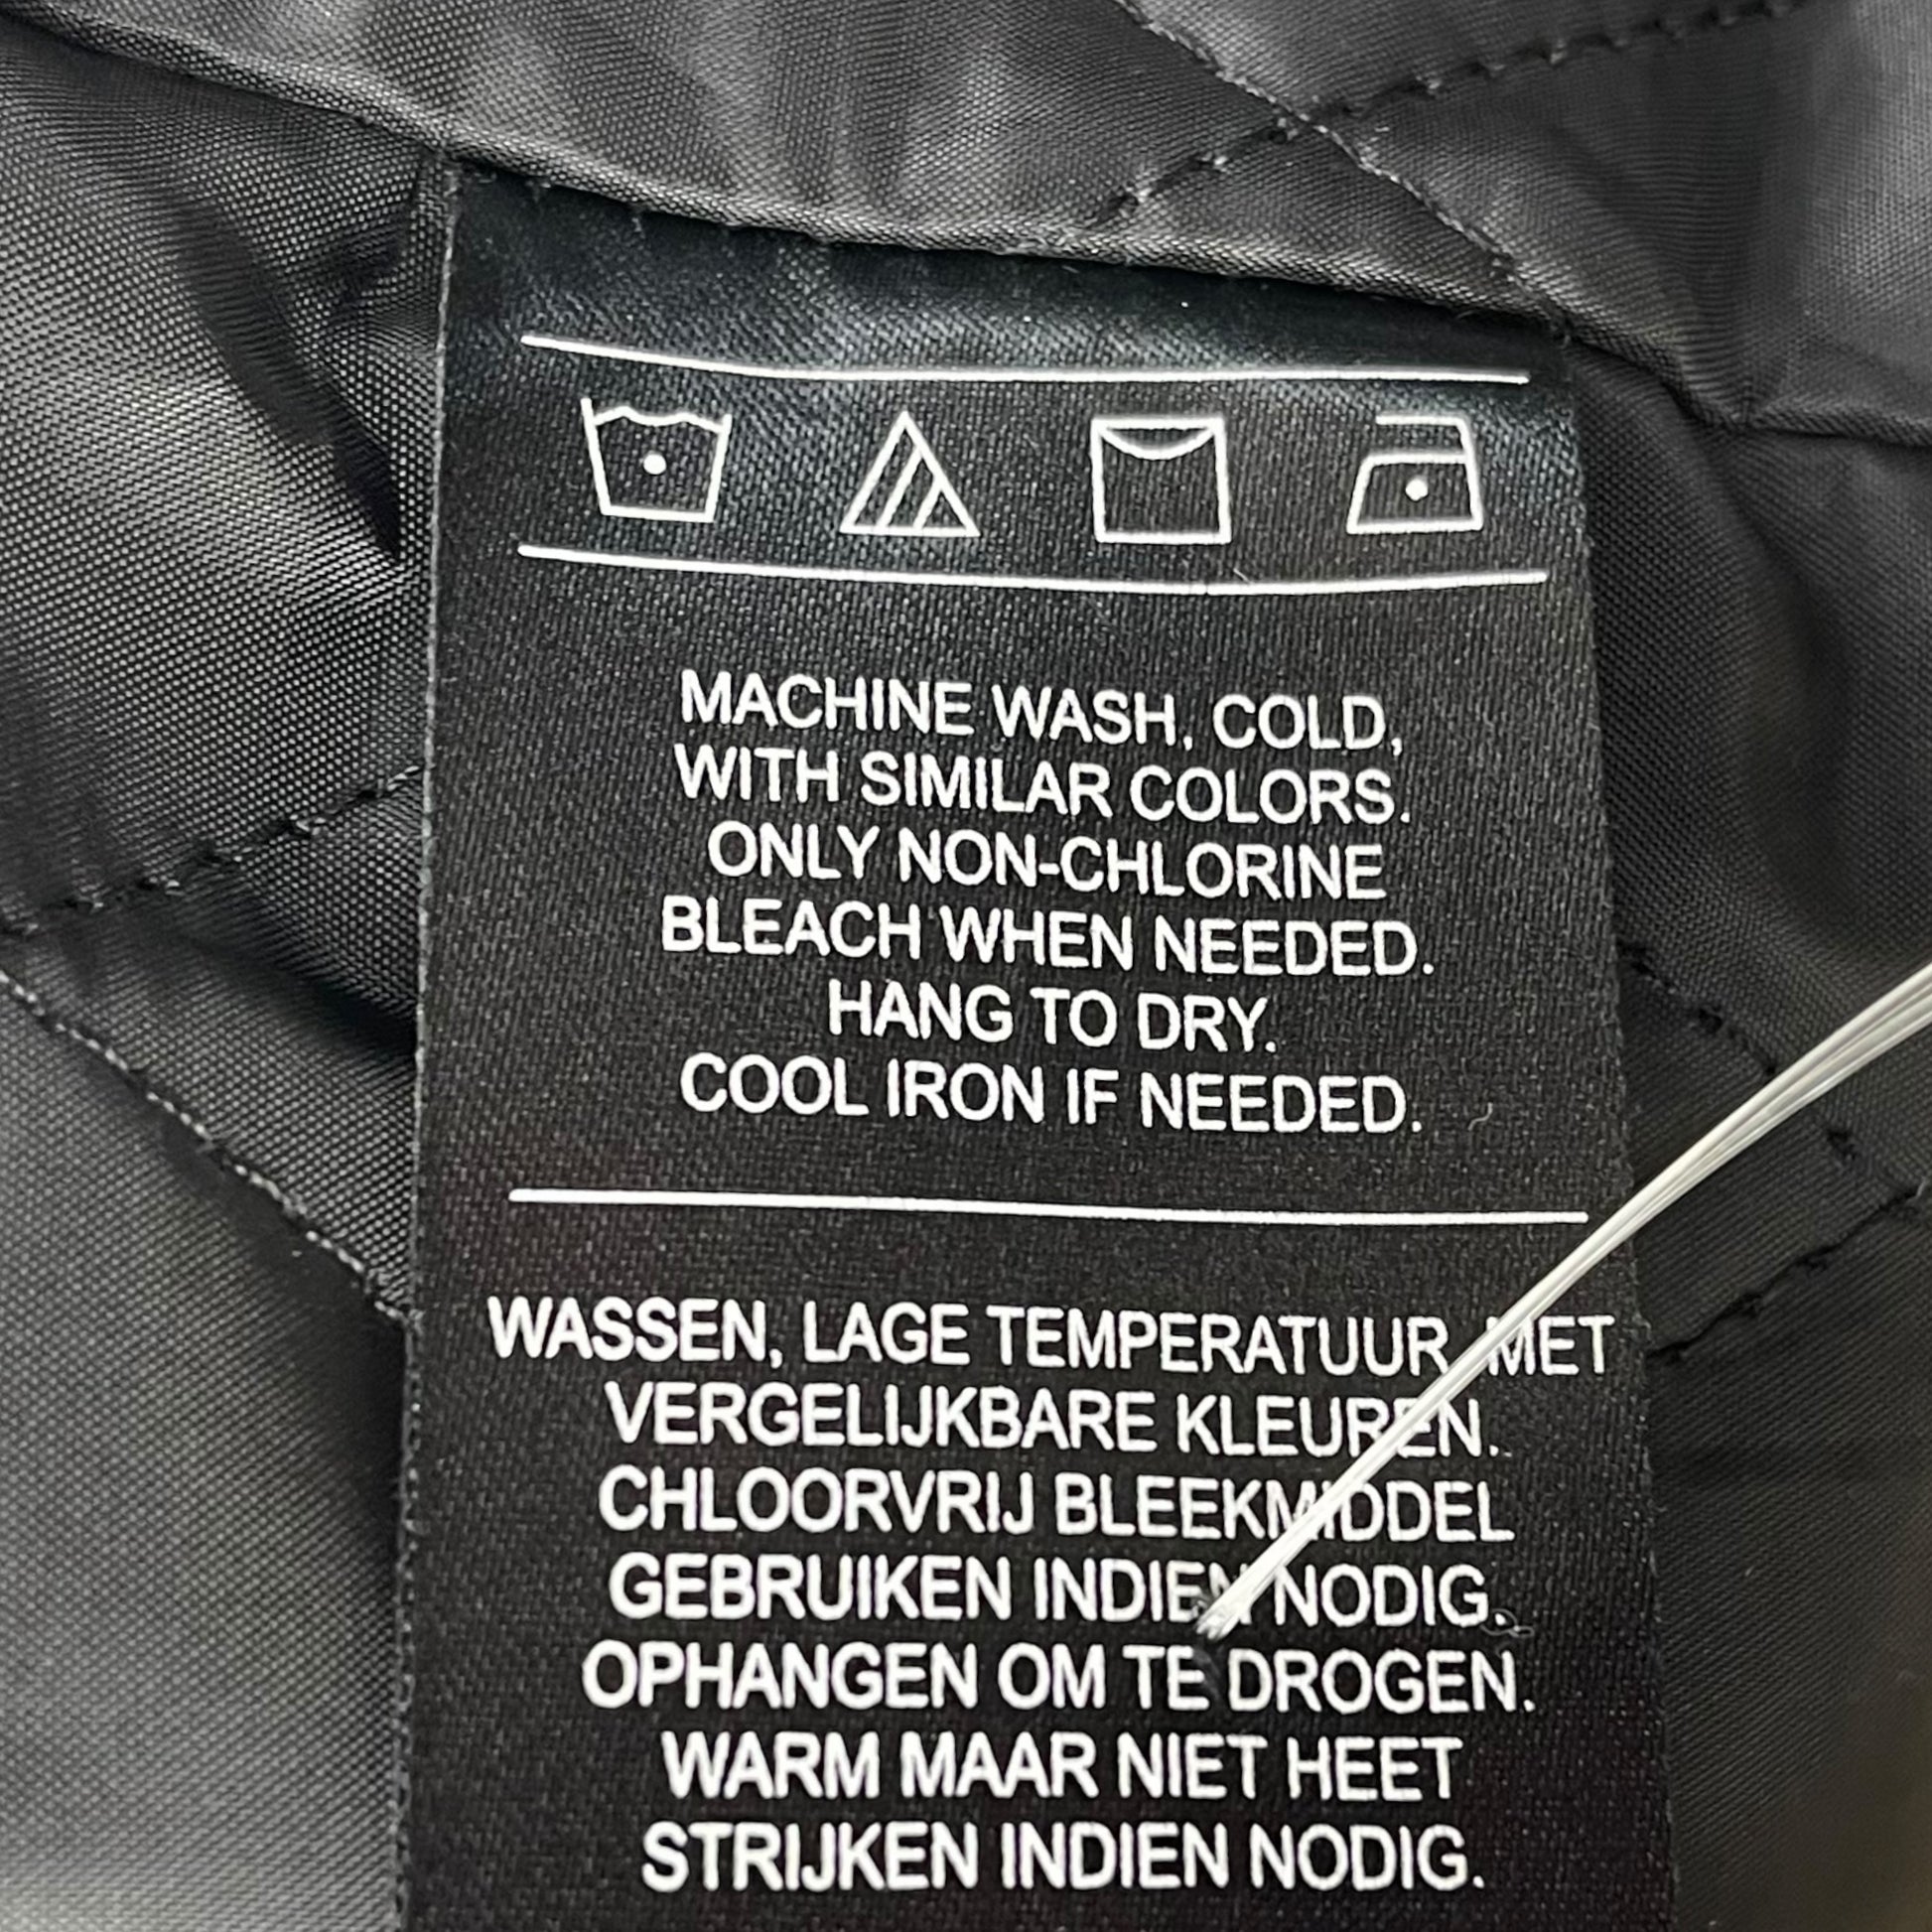 MACHINE WASH, COLD,
WITH SIMILAR COLORS.
ONLY NON-CHLORINE
BLEACH WHEN NEEDED.
HANG TO DRY.
COOL IRON IF NEEDED.
WASSEN, LAGE TEMPERATUUR, MET
VERGELIJKBARE KLEUREN.
CHLOORVRIJ BLEEKMIDDEL
GEBRUIKEN INDIEN NODIG.
OPHANGEN OM TE DROGEN.
WARM MAAR NIET HEET
STRIJKEN INDIEN NODIG.